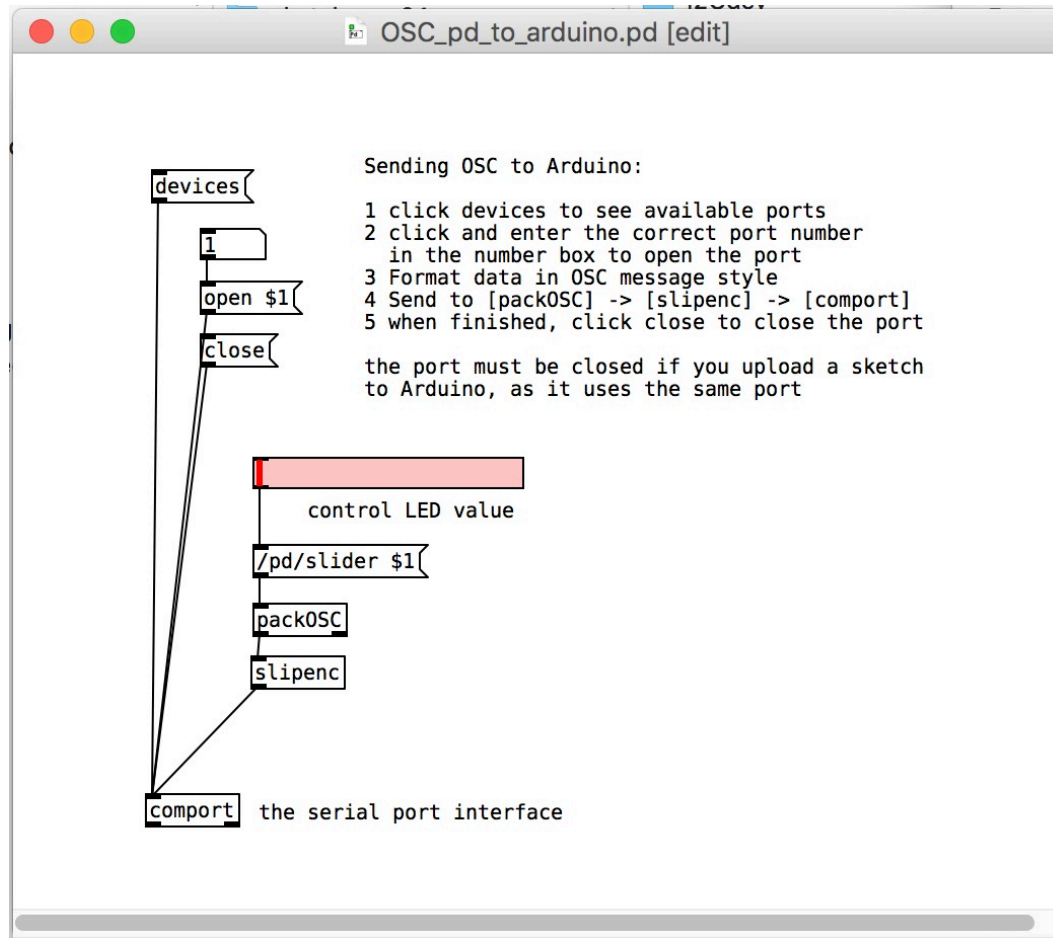 OSC_pd_to_arduino.pd [edit]
Sending OSC to Arduino:
devices
1 click devices to see available ports
2 click and enter the correct port number
in the number box to open the port
3 Format data in OSC message style
4 Send to [packOSC] -> [slipenc] -> [comport]
5 when finished, click close to close the port
the port must be closed if you upload a sketch
to Arduino, as it uses the same port
1
open $1
close
control LED value
/pd/slider $1
packOSC
slipenc
comport
the serial port interface